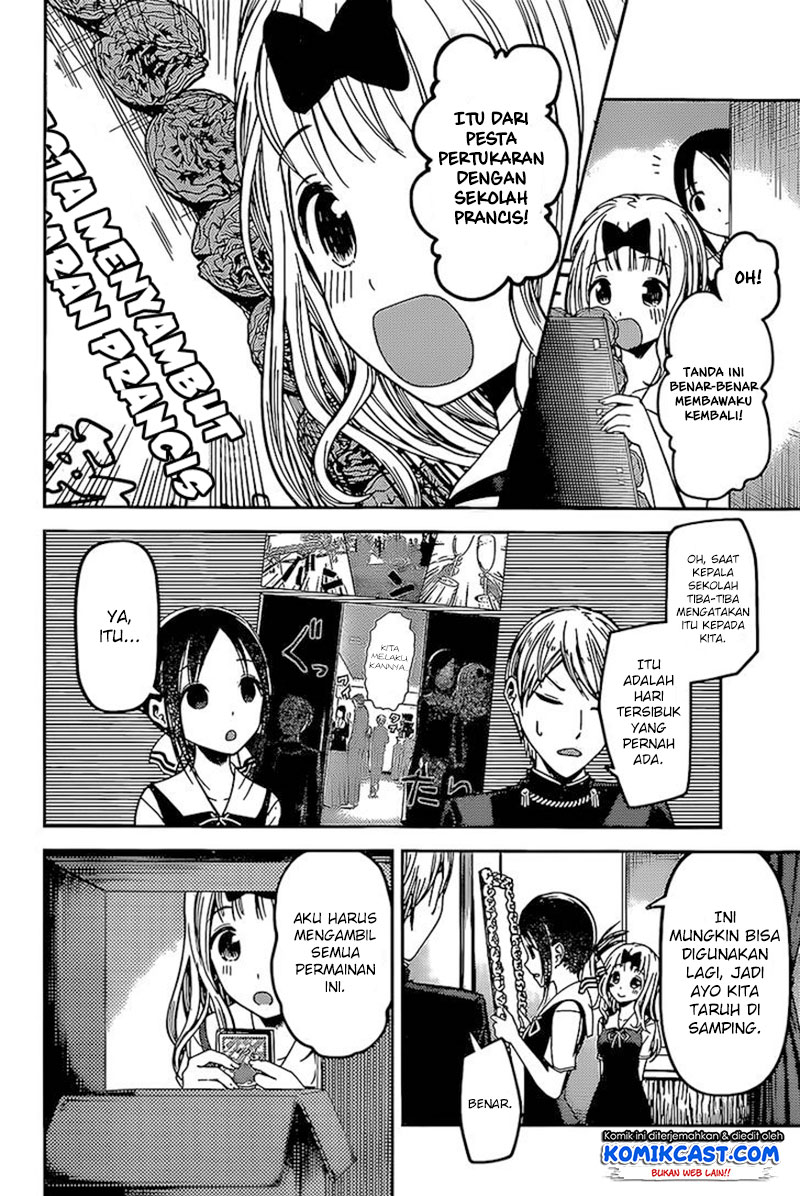 OH!
TANDA INI
BENAR-BENAR
MEMBAWAKU
KEMBALI!
ITU DARI
PESTA
PERTUKARAN
DENGAN
SEKOLAH
PRANCIS!
MENYAMBUT
PRANCIS
OH, SAAT
KEPALA
SEKOLAH
TIBA-TIBA
MENGATAKAN
ITU KEPADA
KITA.
ITU
ADALAH
HARI
TERSIBUK
YANG
PERNAH
ADA.
KITA
MELAKU
KANNYA.
YA,
ITU...
INI
MUNGKIN BISA
DIGUNAKAN
LAGI, JADI
AYO KITA
TARUH DI
SAMPING.
BENAR.
AKU HARUS
MENGAMBIL
SEMUA
PERMAINAN
INI.
Komik ini diterjemahkan & diedit oleh
KOMIKCAST.COM
BUKAN WEB LAIN!!